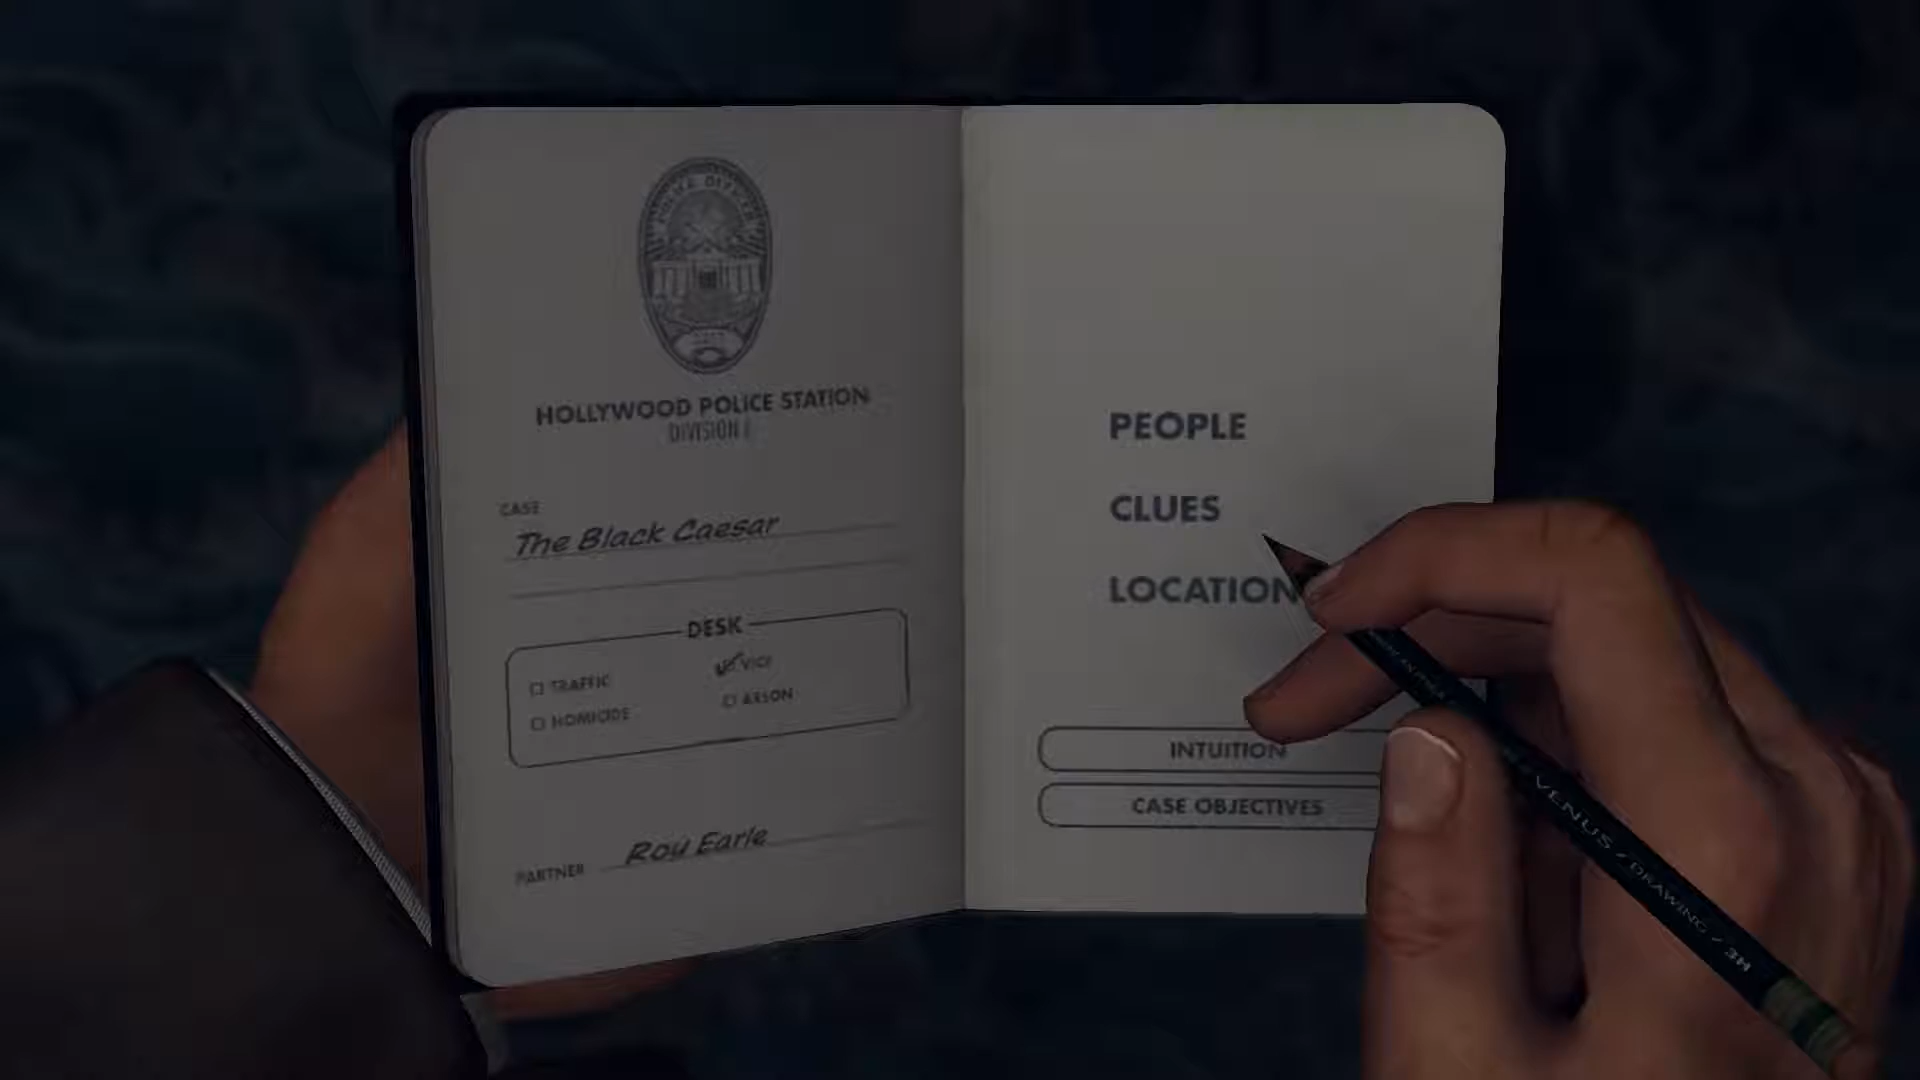 HOLLYWOOD POLICE STATION
DIVISION 1
CASE
The Black Caesar
DESK
TRAFFIC
VICE
HOMICIDE
ARSON
PARTNER Roy Earle
PEOPLE
CLUES
LOCATION
INTUITION
CASE OBJECTIVES
VENUS / DRAWING / 3H